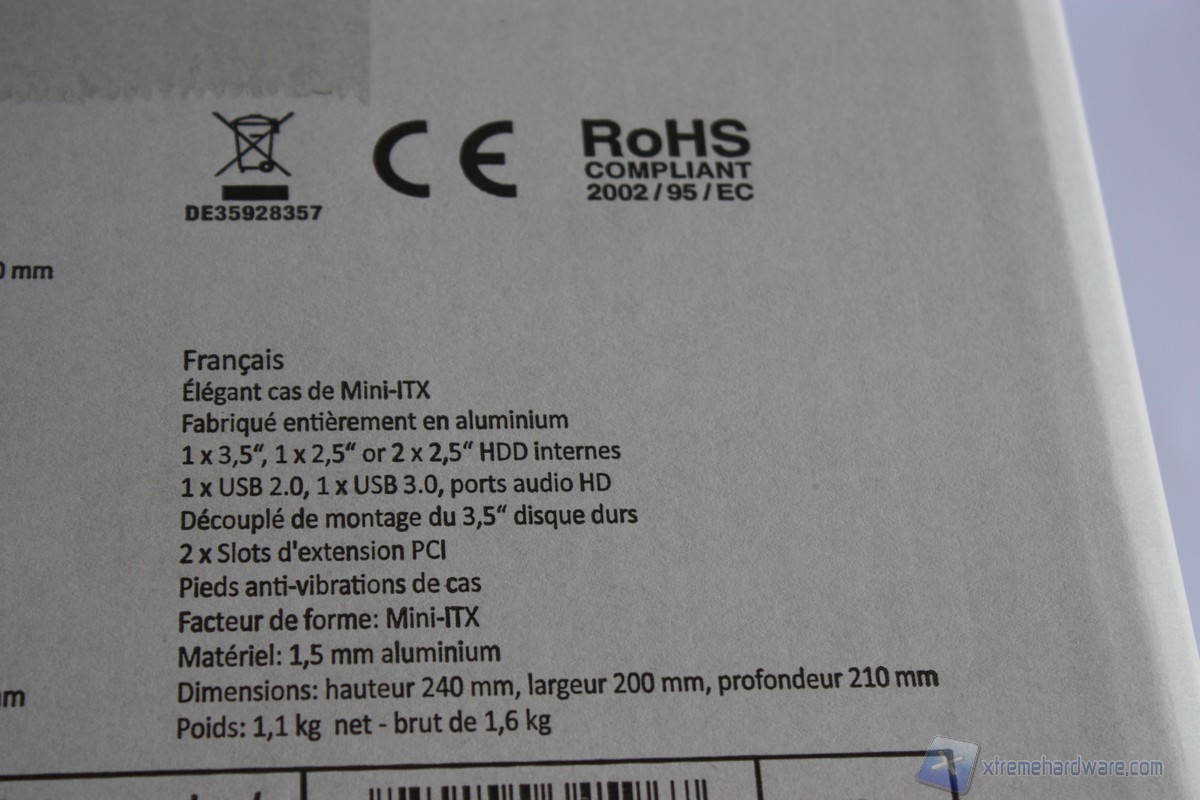 CE
RoHS
COMPLIANT
2002/95/EC
DE35928357
mm
Français
Élégant cas de Mini-ITX
Fabriqué entièrement en aluminium
1 x 3,5“, 1 x 2,5“ or 2 x 2,5“ HDD internes
1 x USB 2.0, 1 x USB 3.0, ports audio HD
Découplé de montage du 3,5“ disque durs
2 x Slots d'extension PCI
Pieds anti-vibrations de cas
Facteur de forme: Mini-ITX
Matériel: 1,5 mm aluminium
Dimensions: hauteur 240 mm, largeur 200 mm, profondeur 210 mm
Poids: 1,1 kg net - brut de 1,6 kg
xtremehardware.com